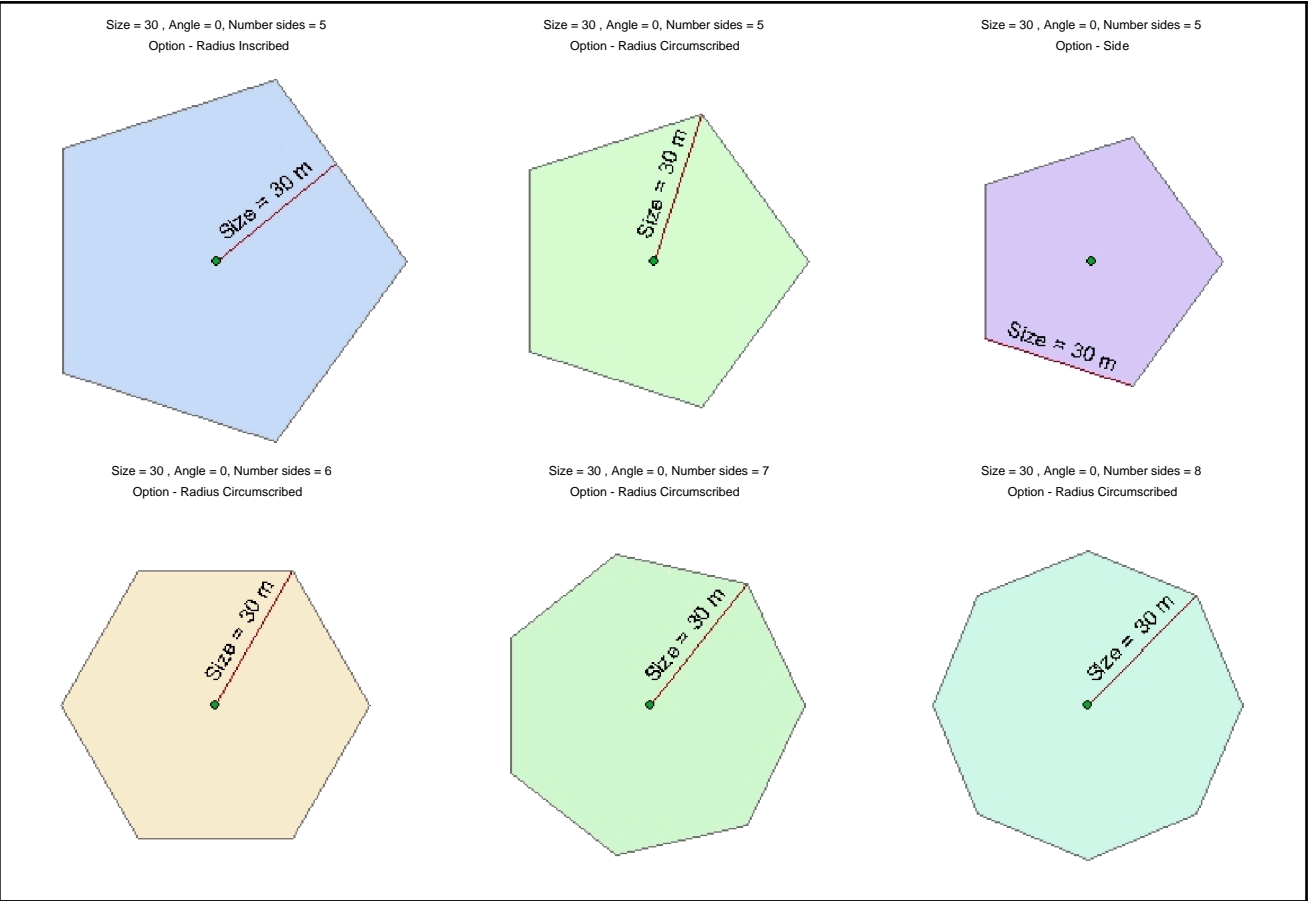 Size = 30 , Angle = 0, Number sides = 5
Option - Radius Inscribed
Size = 30 m
Size = 30 , Angle = 0, Number sides = 5
Option - Radius Circumscribed
Size = 30 m
Size = 30 , Angle = 0, Number sides = 5
Option - Side
Size = 30 m
Size = 30 , Angle = 0, Number sides = 6
Option - Radius Circumscribed
Size = 30 m
Size = 30 , Angle = 0, Number sides = 7
Option - Radius Circumscribed
Size = 30 m
Size = 30 , Angle = 0, Number sides = 8
Option - Radius Circumscribed
Size = 30 m